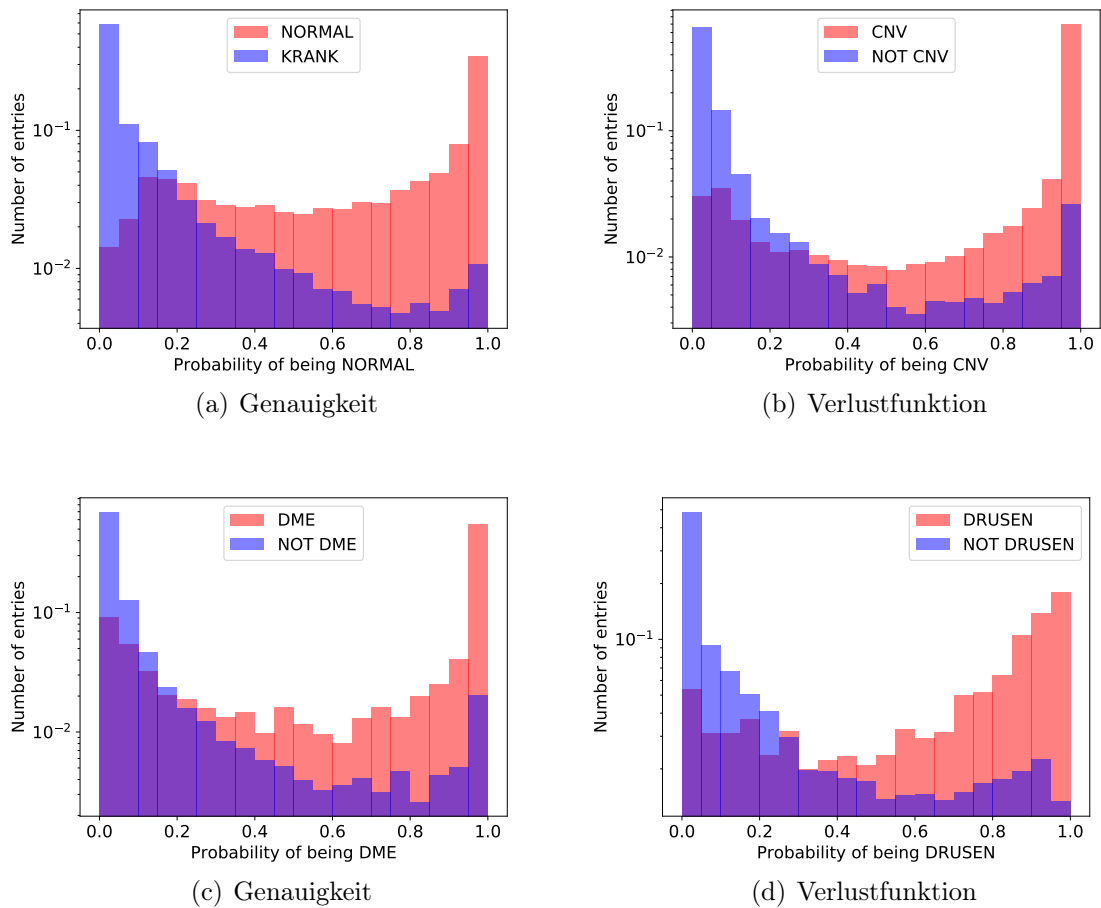 NORMAL
KRANK
Number of entries
10⁻¹
10⁻²
0.0 0.2 0.4 0.6 0.8 1.0
Probability of being NORMAL
(a) Genauigkeit
CNV
NOT CNV
Number of entries
10⁻¹
10⁻²
0.0 0.2 0.4 0.6 0.8 1.0
Probability of being CNV
(b) Verlustfunktion
DME
NOT DME
Number of entries
10⁻¹
10⁻²
0.0 0.2 0.4 0.6 0.8 1.0
Probability of being DME
(c) Genauigkeit
DRUSEN
NOT DRUSEN
Number of entries
10⁻¹
0.0 0.2 0.4 0.6 0.8 1.0
Probability of being DRUSEN
(d) Verlustfunktion